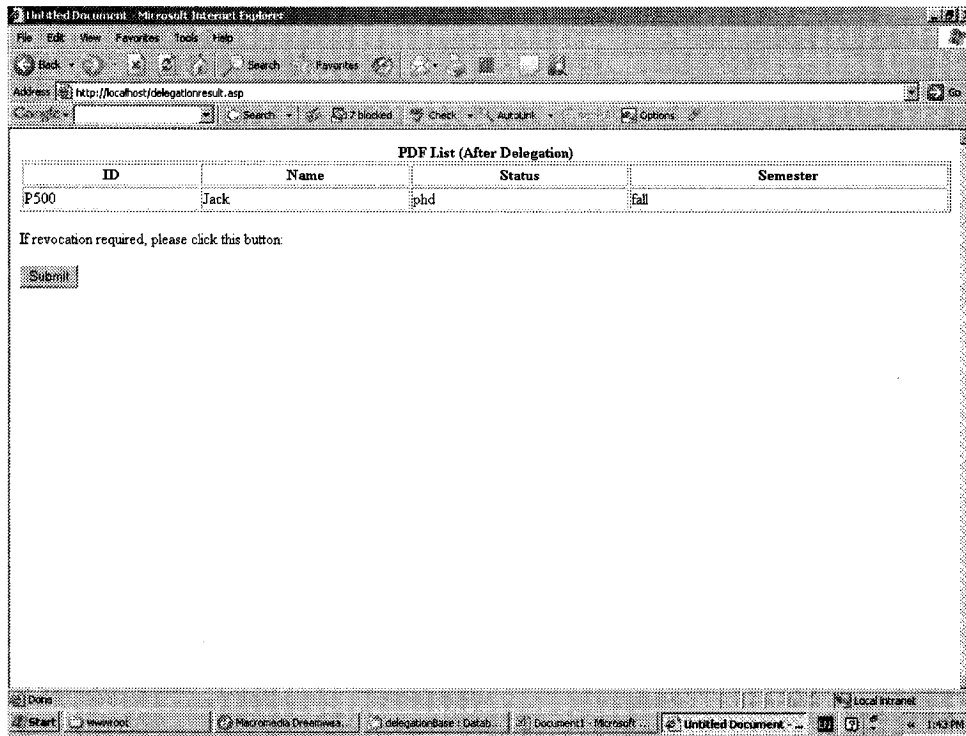 Untitled Document - Microsoft Internet Explorer
File Edit View Favorites Tools Help
Back Search Favorites
Address http://localhost/delegationresult.asp Go
Google Search 7 blocked Check AutoLink Options
PDF List (After Delegation)
ID Name Status Semester
P500 Jack phd fall
If revocation required, please click this button:
Submit
Done Local intranet
Start wwwroot Macromedia Dreamwea... delegationBase : Datab... Document1 - Microsoft ... Untitled Document - ... « 1:43 PM